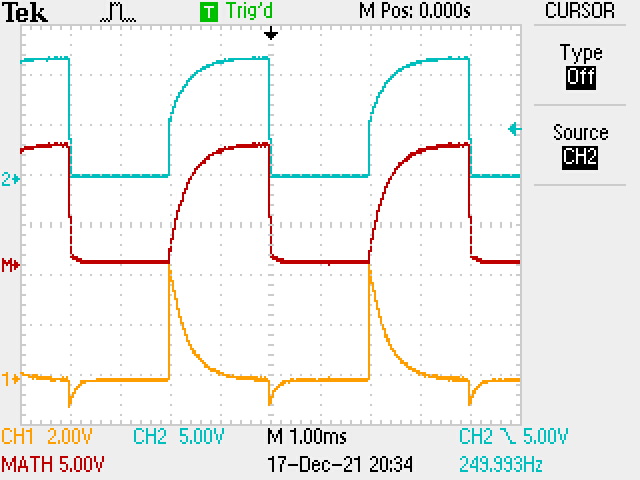 Tek T Trig'd M Pos: 0.000s CURSOR
Type
Off
Source
CH2
2
M
1
CH1 2.00V CH2 5.00V M 1.00ms CH2 5.00V
MATH 5.00V 17-Dec-21 20:34 249.993Hz